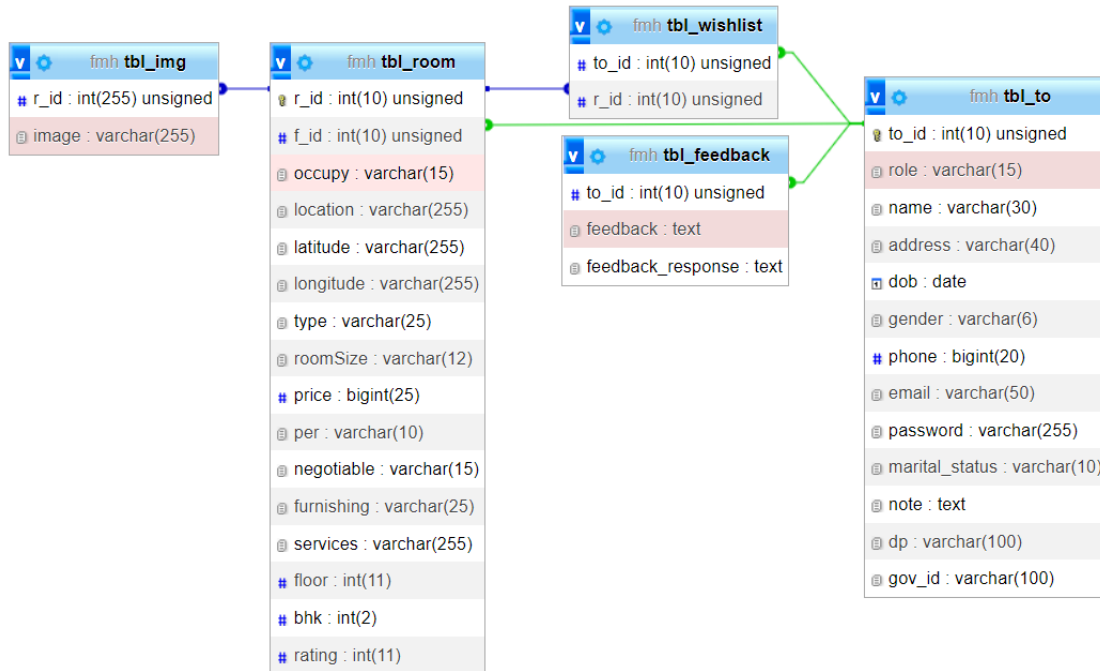 v fmh tbl_img
# r_id : int(255) unsigned
image : varchar(255)
v fmh tbl_room
r_id : int(10) unsigned
# f_id : int(10) unsigned
occupy : varchar(15)
location : varchar(255)
latitude : varchar(255)
longitude : varchar(255)
type : varchar(25)
roomSize : varchar(12)
# price : bigint(25)
per : varchar(10)
negotiable : varchar(15)
furnishing : varchar(25)
services : varchar(255)
# floor : int(11)
# bhk : int(2)
# rating : int(11)
v fmh tbl_wishlist
# to_id : int(10) unsigned
# r_id : int(10) unsigned
v fmh tbl_feedback
# to_id : int(10) unsigned
feedback : text
feedback_response : text
v fmh tbl_to
to_id : int(10) unsigned
role : varchar(15)
name : varchar(30)
address : varchar(40)
dob : date
gender : varchar(6)
# phone : bigint(20)
email : varchar(50)
password : varchar(255)
marital_status : varchar(10)
note : text
dp : varchar(100)
gov_id : varchar(100)